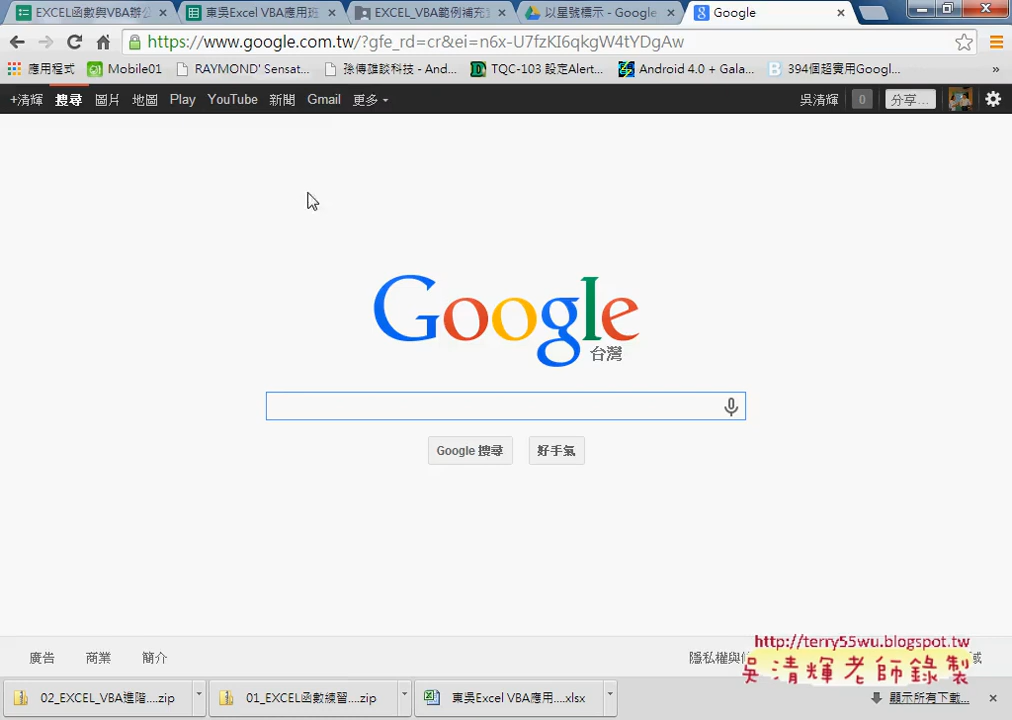 EXCEL函數與VBA辦公
東吳Excel VBA應用班
EXCEL_VBA範例補充
以星號標示 - Google
Google
https://www.google.com.tw/?gfe_rd=cr&ei=n6x-U7fzKI6qkgW4tYDgAw
應用程式
Mobile01
RAYMOND' Sensat...
孫傳雄談科技 - And...
TQC-103 設定Alert...
Android 4.0 + Gala...
394個超實用Googl...
»
+清輝
搜尋
圖片
地圖
Play
YouTube
新聞
Gmail
更多
吳清輝
0
分享...
Google
台灣
Google 搜尋
好手氣
廣告
商業
簡介
隱私權與
http://terry55wu.blogspot.tw
吳清輝老師錄製
02_EXCEL_VBA進階....zip
01_EXCEL函數練習....zip
東吳Excel VBA應用....xlsx
顯示所有下載...